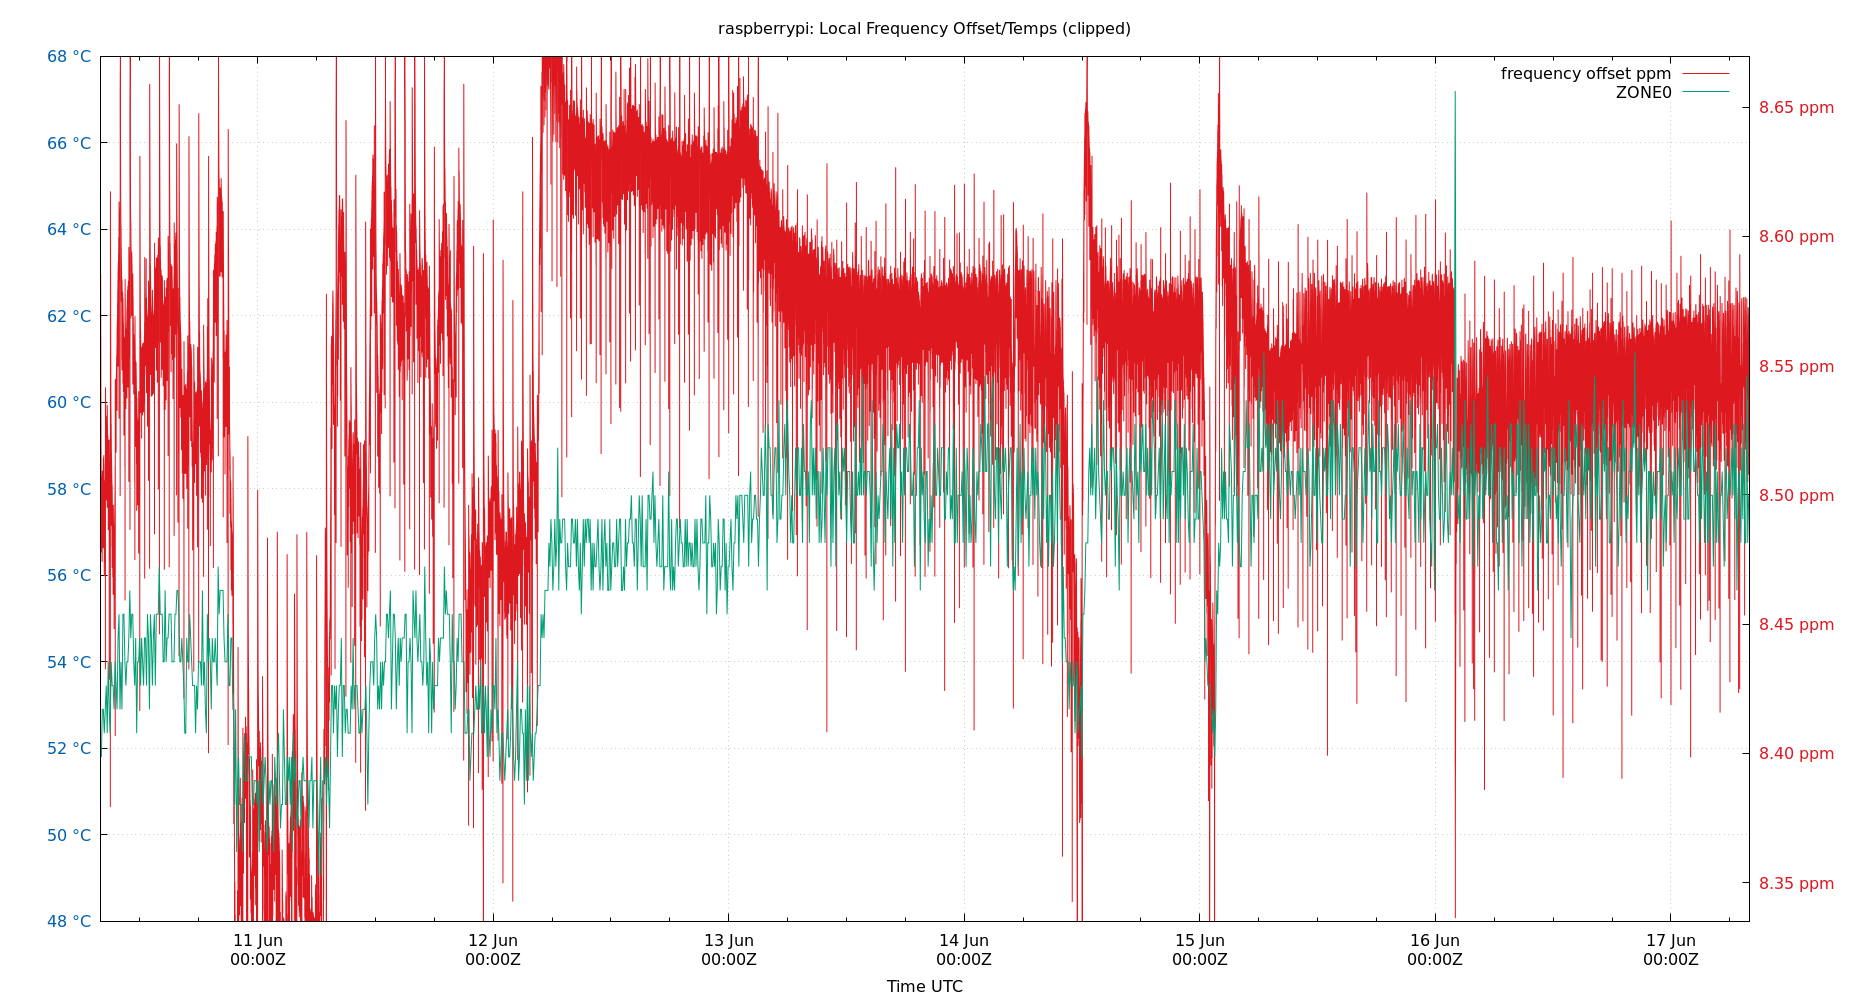 raspberrypi: Local Frequency Offset/Temps (clipped)
frequency offset ppm
ZONE0
68 °C
66 °C
64 °C
62 °C
60 °C
58 °C
56 °C
54 °C
52 °C
50 °C
48 °C
8.65 ppm
8.60 ppm
8.55 ppm
8.50 ppm
8.45 ppm
8.40 ppm
8.35 ppm
11 Jun
00:00Z
12 Jun
00:00Z
13 Jun
00:00Z
14 Jun
00:00Z
15 Jun
00:00Z
16 Jun
00:00Z
17 Jun
00:00Z
Time UTC